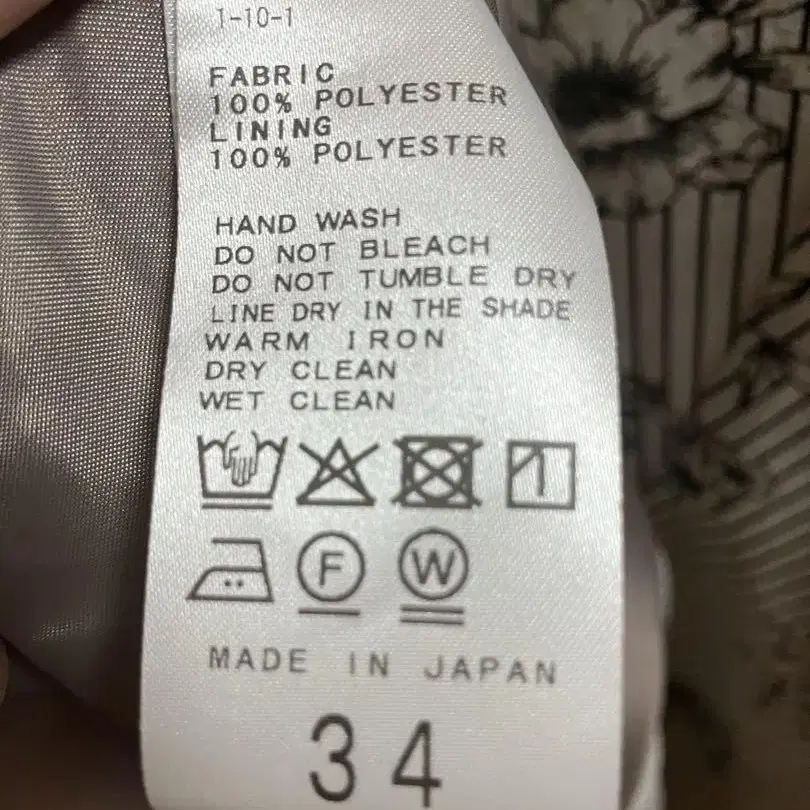 1-10-1
FABRIC
100% POLYESTER
LINING
100% POLYESTER
HAND WASH
DO NOT BLEACH
DO NOT TUMBLE DRY
LINE DRY IN THE SHADE
WARM IRON
DRY CLEAN
WET CLEAN
F W
MADE IN JAPAN
34